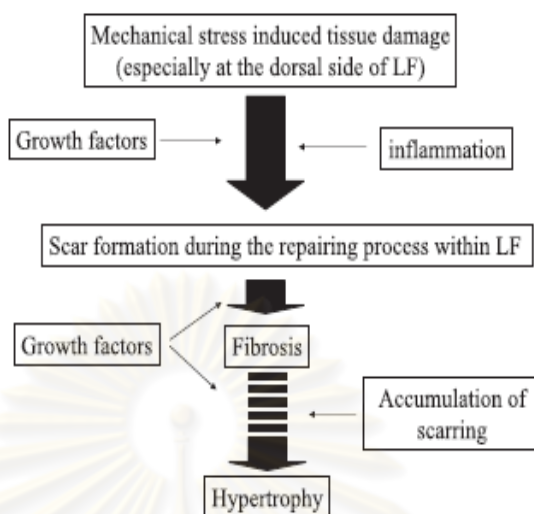 Mechanical stress induced tissue damage
(especially at the dorsal side of LF)
Growth factors
inflammation
Scar formation during the repairing process within LF
Growth factors
Fibrosis
Accumulation of
scarring
Hypertrophy